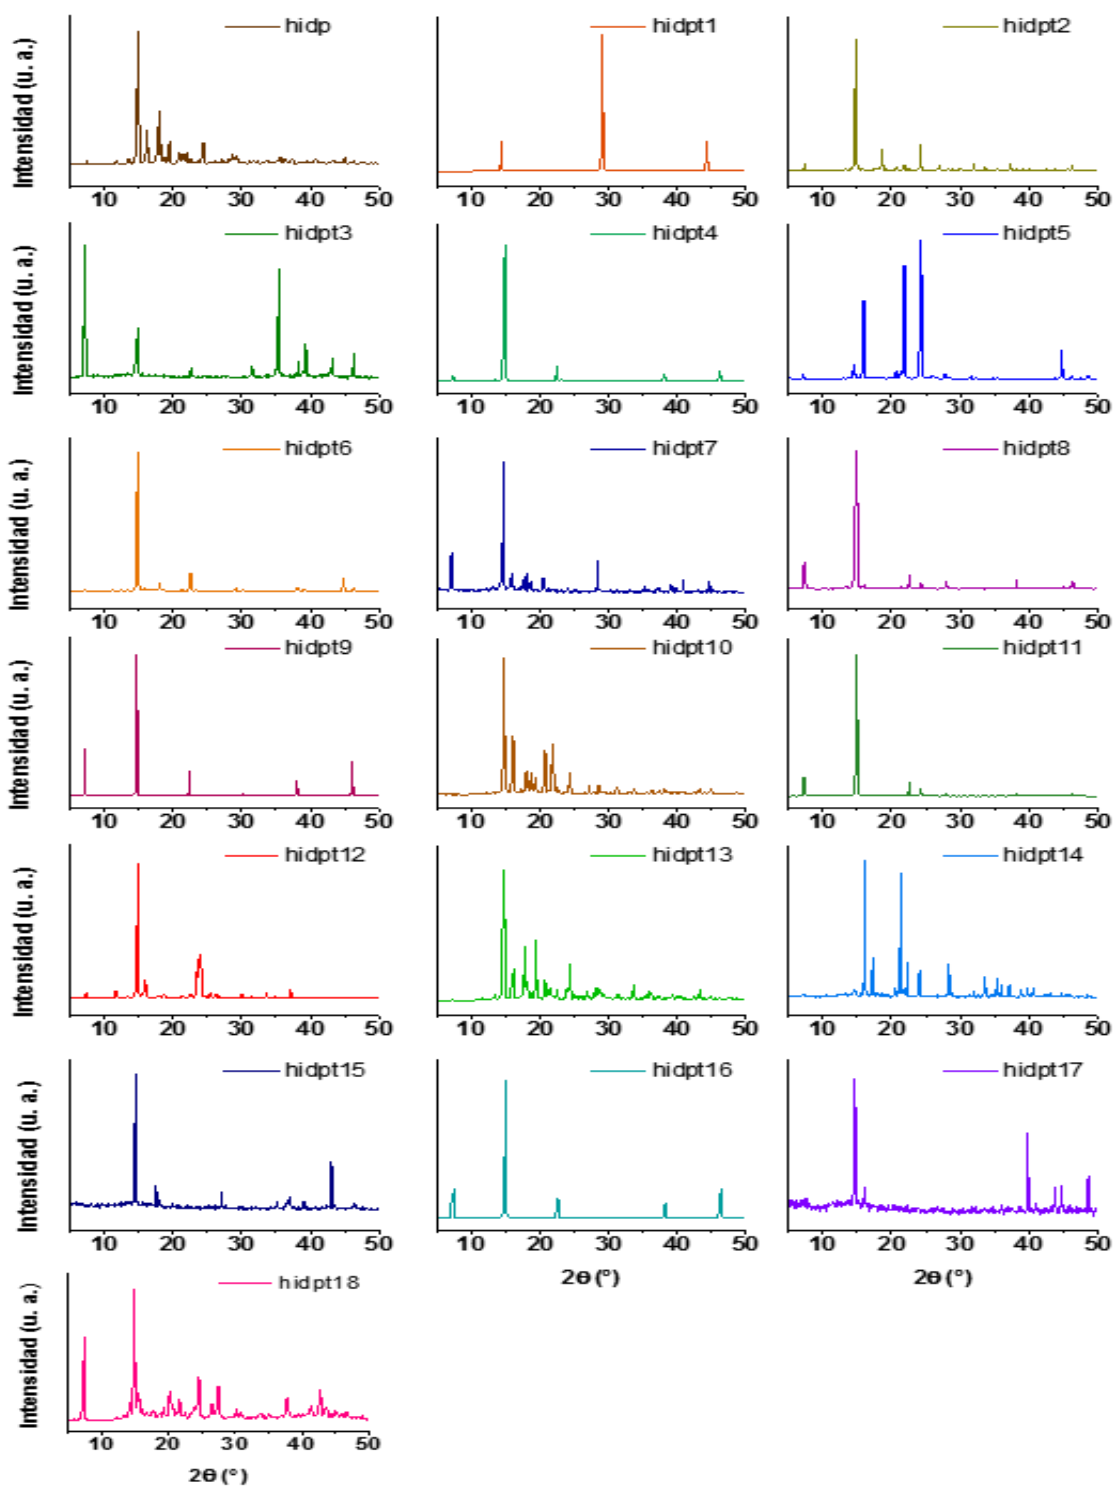 hidp hidpt1 hidpt2
Intensidad (u. a.)
10 20 30 40 50 10 20 30 40 50 10 20 30 40 50
hidpt3 hidpt4 hidpt5
Intensidad (u. a.)
10 20 30 40 50 10 20 30 40 50 10 20 30 40 50
hidpt6 hidpt7 hidpt8
Intensidad (u. a.)
10 20 30 40 50 10 20 30 40 50 10 20 30 40 50
hidpt9 hidpt10 hidpt11
Intensidad (u. a.)
10 20 30 40 50 10 20 30 40 50 10 20 30 40 50
hidpt12 hidpt13 hidpt14
Intensidad (u. a.)
10 20 30 40 50 10 20 30 40 50 10 20 30 40 50
hidpt15 hidpt16 hidpt17
Intensidad (u. a.)
10 20 30 40 50 10 20 30 40 50 10 20 30 40 50
2θ (°) 2θ (°)
hidpt18
Intensidad (u. a.)
10 20 30 40 50
2θ (°)